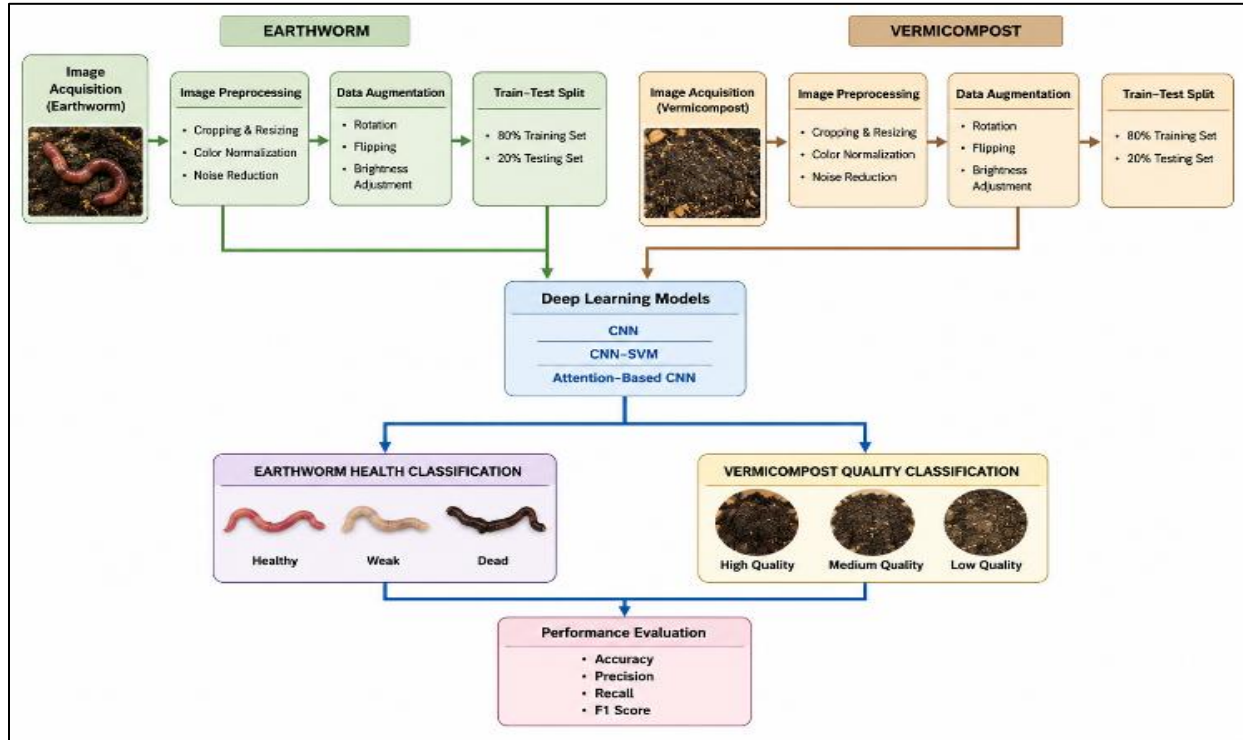 EARTHWORM
VERMICOMPOST
Image
Acquisition
(Earthworm)
Image Preprocessing
• Cropping & Resizing
• Color Normalization
• Noise Reduction
Data Augmentation
• Rotation
• Flipping
• Brightness
Adjustment
Train–Test Split
• 80% Training Set
• 20% Testing Set
Image Acquisition
(Vermicompost)
Image Preprocessing
• Cropping & Resizing
• Color Normalization
• Noise Reduction
Data Augmentation
• Rotation
• Flipping
• Brightness
Adjustment
Train–Test Split
• 80% Training Set
• 20% Testing Set
Deep Learning Models
CNN
CNN–SVM
Attention–Based CNN
EARTHWORM HEALTH CLASSIFICATION
Healthy
Weak
Dead
VERMICOMPOST QUALITY CLASSIFICATION
High Quality
Medium Quality
Low Quality
Performance Evaluation
• Accuracy
• Precision
• Recall
• F1 Score